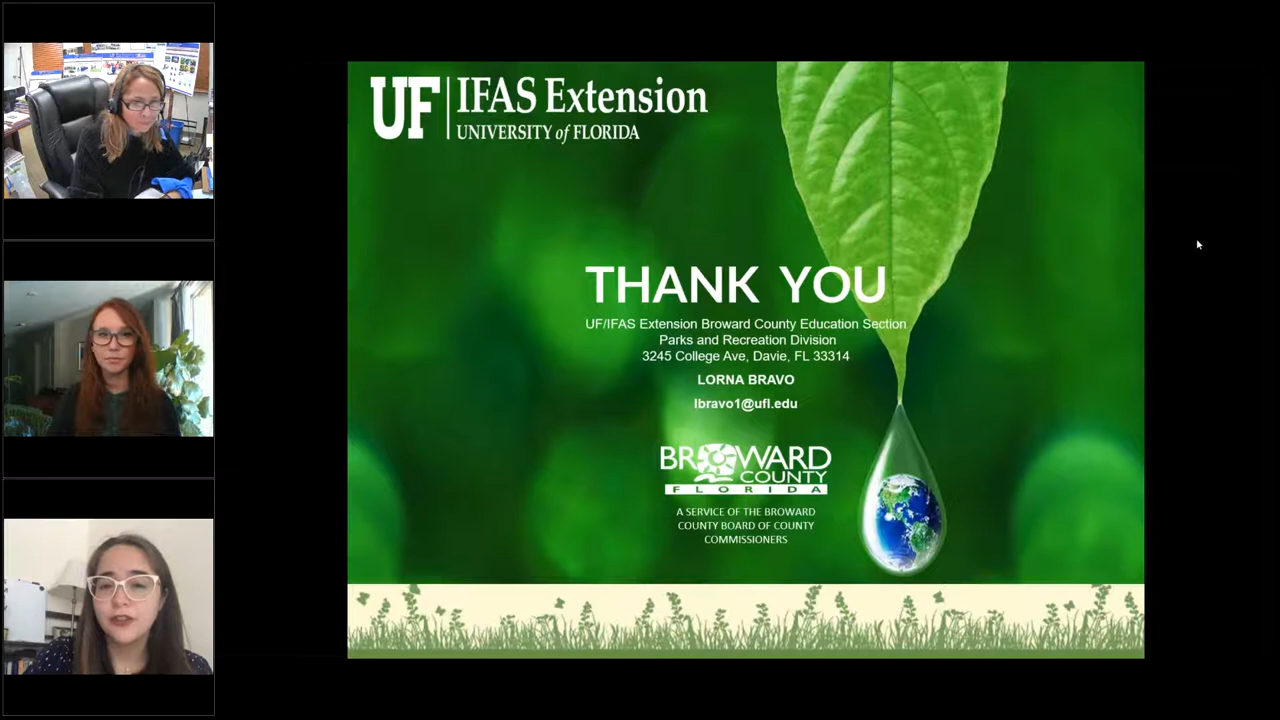 UF IFAS Extension
UNIVERSITY of FLORIDA
THANK YOU
UF/IFAS Extension Broward County Education Section
Parks and Recreation Division
3245 College Ave, Davie, FL 33314
LORNA BRAVO
lbravo1@ufl.edu
BROWARD
COUNTY
FLORIDA
A SERVICE OF THE BROWARD
COUNTY BOARD OF COUNTY
COMMISSIONERS